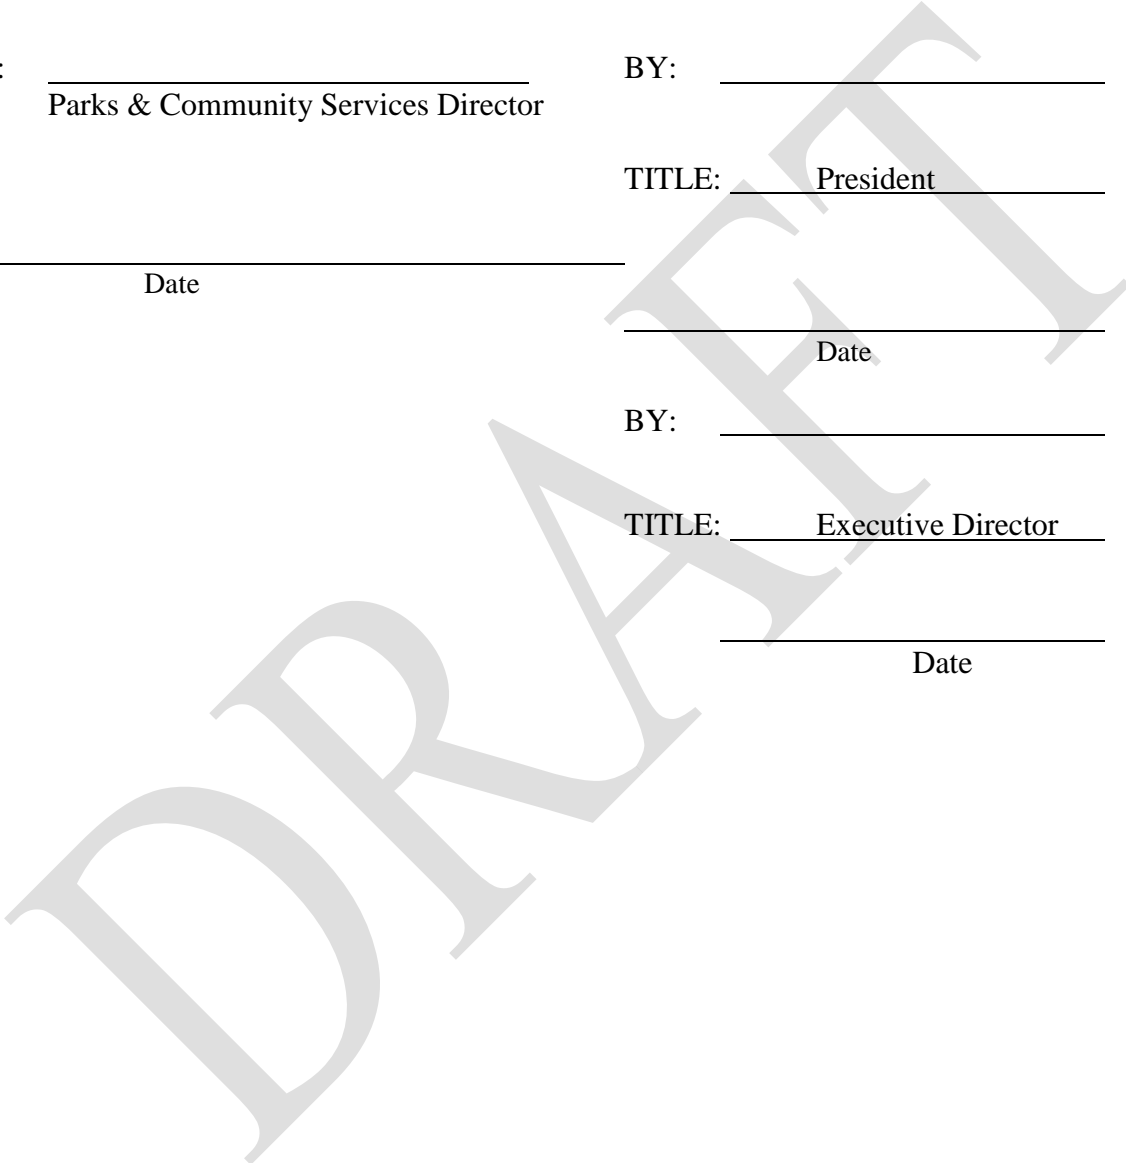 : BY:
Parks & Community Services Director
TITLE: President
Date
Date
BY:
TITLE: Executive Director
Date
DRAFT